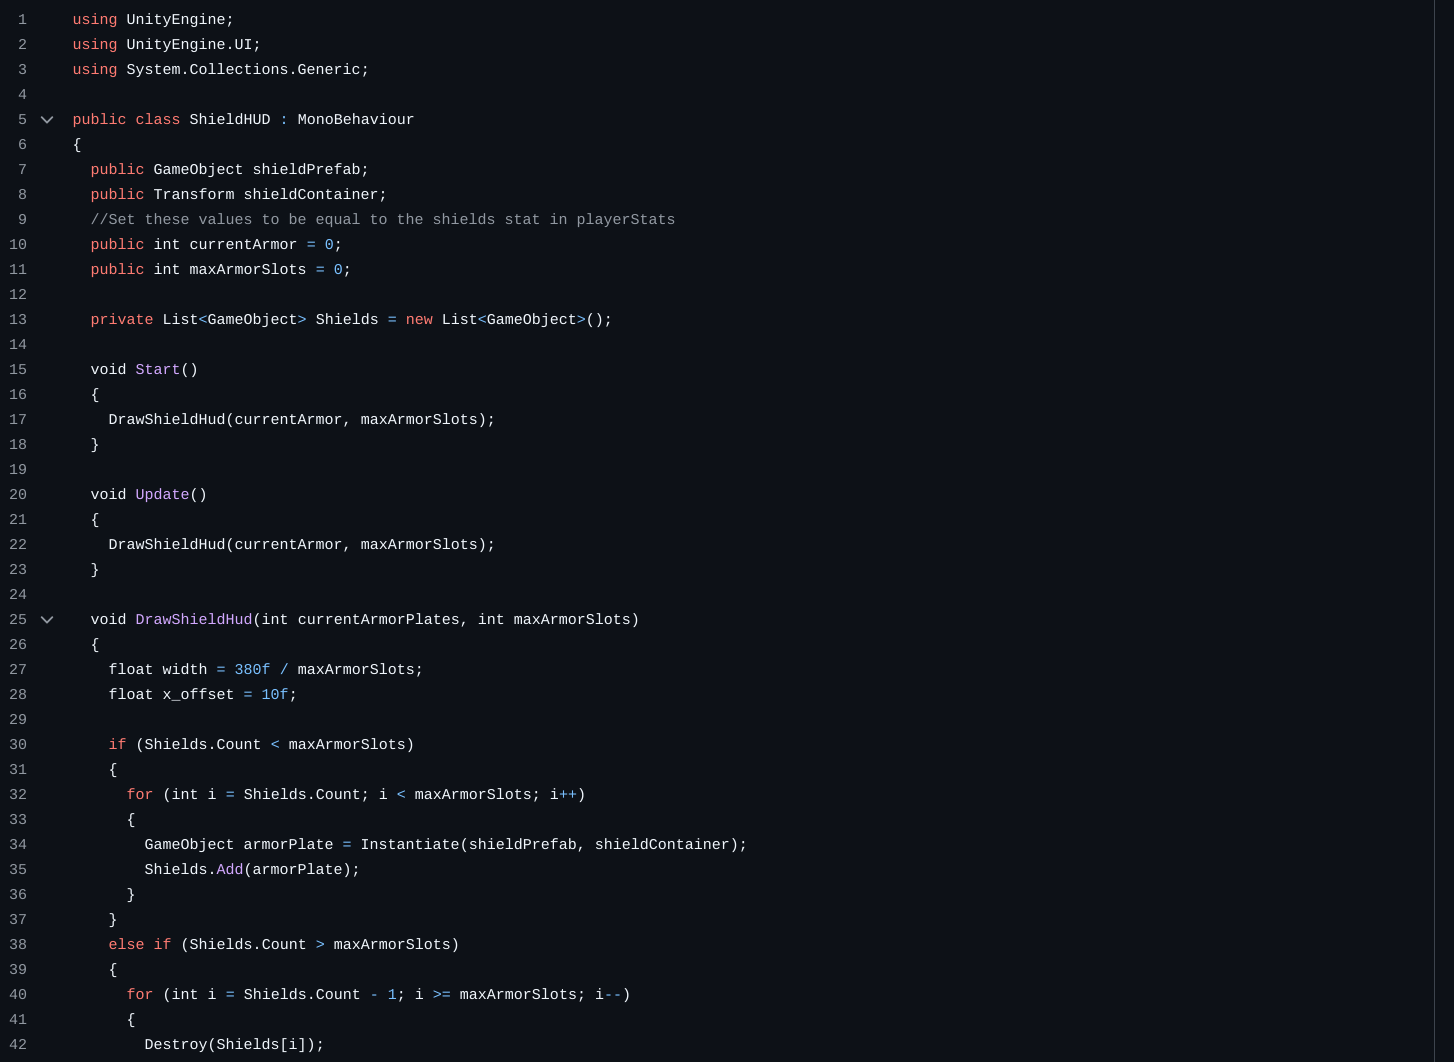 1 using UnityEngine;
2 using UnityEngine.UI;
3 using System.Collections.Generic;
4
5 public class ShieldHUD : MonoBehaviour
6 {
7 public GameObject shieldPrefab;
8 public Transform shieldContainer;
9 //Set these values to be equal to the shields stat in playerStats
10 public int currentArmor = 0;
11 public int maxArmorSlots = 0;
12
13 private List<GameObject> Shields = new List<GameObject>();
14
15 void Start()
16 {
17 DrawShieldHud(currentArmor, maxArmorSlots);
18 }
19
20 void Update()
21 {
22 DrawShieldHud(currentArmor, maxArmorSlots);
23 }
24
25 void DrawShieldHud(int currentArmorPlates, int maxArmorSlots)
26 {
27 float width = 380f / maxArmorSlots;
28 float x_offset = 10f;
29
30 if (Shields.Count < maxArmorSlots)
31 {
32 for (int i = Shields.Count; i < maxArmorSlots; i++)
33 {
34 GameObject armorPlate = Instantiate(shieldPrefab, shieldContainer);
35 Shields.Add(armorPlate);
36 }
37 }
38 else if (Shields.Count > maxArmorSlots)
39 {
40 for (int i = Shields.Count - 1; i >= maxArmorSlots; i--)
41 {
42 Destroy(Shields[i]);